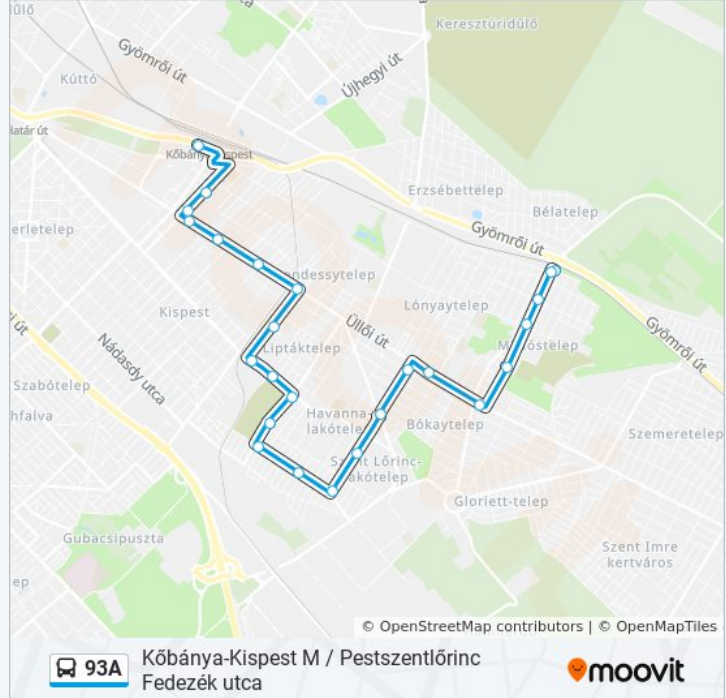 Keresztúridűlő
Gyömrői út
Újhegyi út
Kúttó
Határ út
Kőbánya-Kispest
Erzsébettelep
Bélatelep
Gyömrői út
Lónyaytelep
Kispest
Üllői út
Liptáktelep
Gyömrői út
Nádasdy utca
Szabótelep
Havanna-
lakótelep
Bókaytelep
Szemeretelep
Szent Lőrinc-
lakótelep
Gloriett-telep
Gubacsipuszta
Szent Imre
kertváros
© OpenStreetMap contributors | © OpenMapTiles
93A
Kőbánya-Kispest M / Pestszentlőrinc
Fedezék utca
moovit